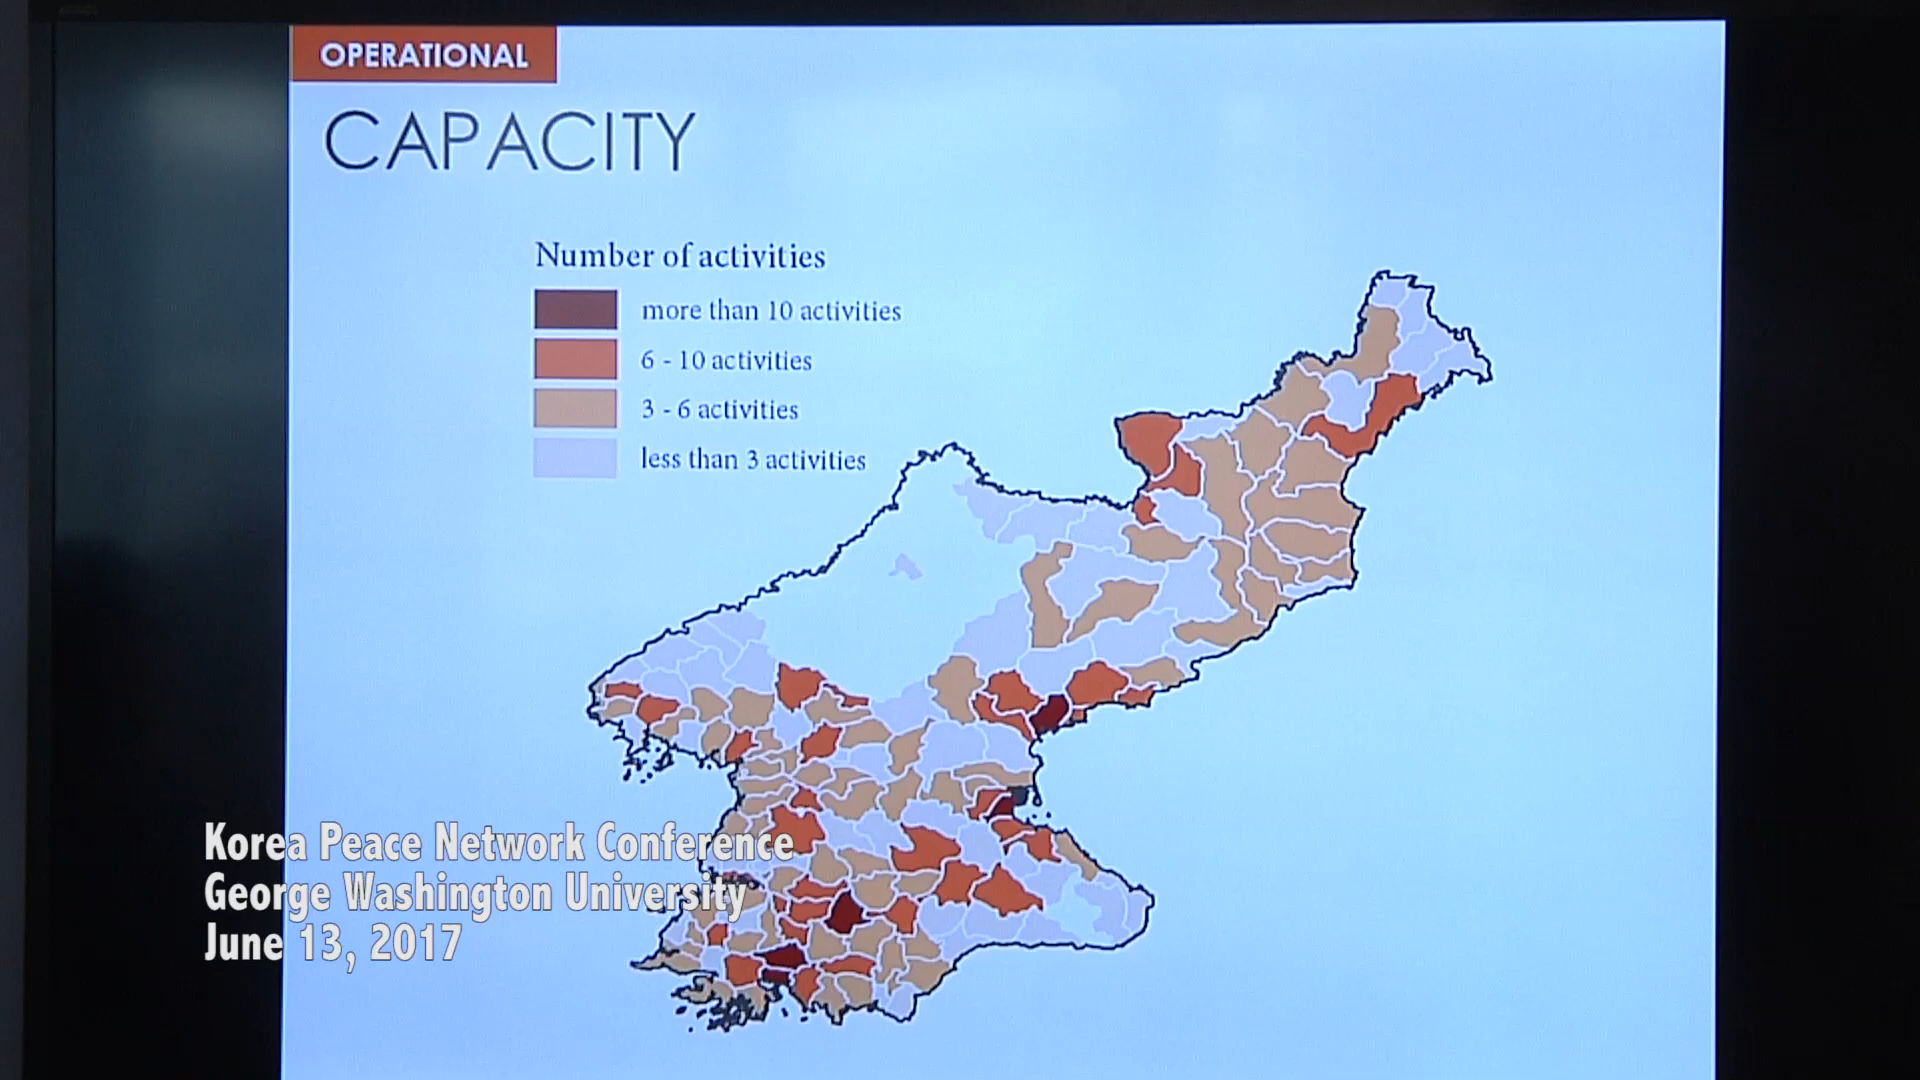 OPERATIONAL
CAPACITY
Number of activities
more than 10 activities
6 - 10 activities
3 - 6 activities
less than 3 activities
Korea Peace Network Conference
George Washington University
June 13, 2017